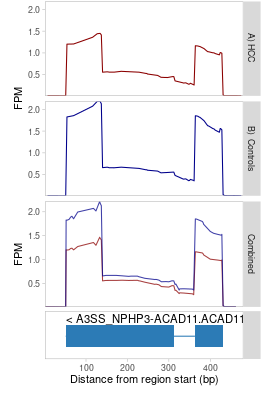 2.0
1.5
1.0
0.5
FPM
A) HCC
2.0
1.5
1.0
0.5
FPM
B) Controls
2.0
1.5
1.0
0.5
FPM
Combined
< A3SS_NPHP3-ACAD11.ACAD11
100 200 300 400
Distance from region start (bp)